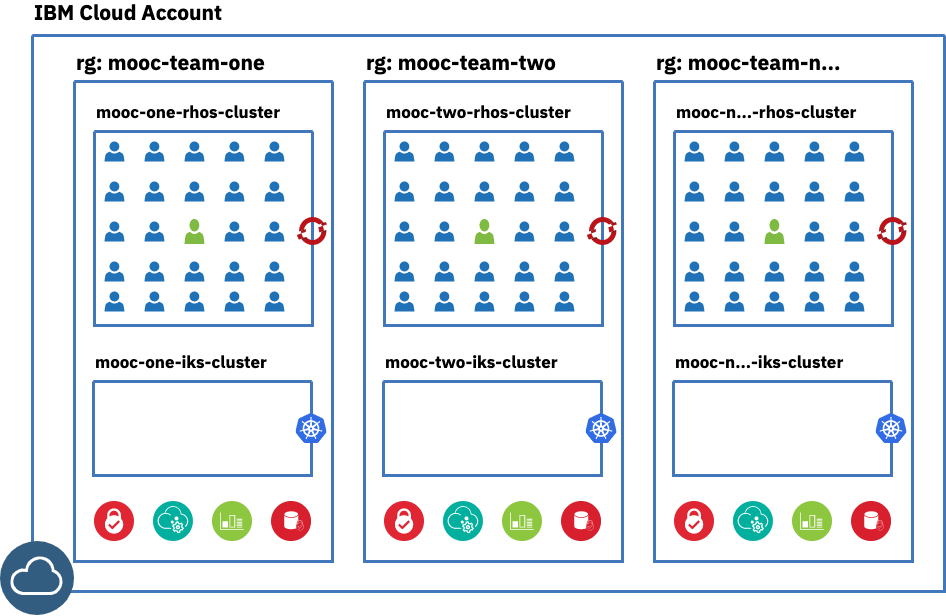 IBM Cloud Account
rg: mooc-team-one
rg: mooc-team-two
rg: mooc-team-n...
mooc-one-rhos-cluster
mooc-two-rhos-cluster
mooc-n...-rhos-cluster
mooc-one-iks-cluster
mooc-two-iks-cluster
mooc-n...-iks-cluster